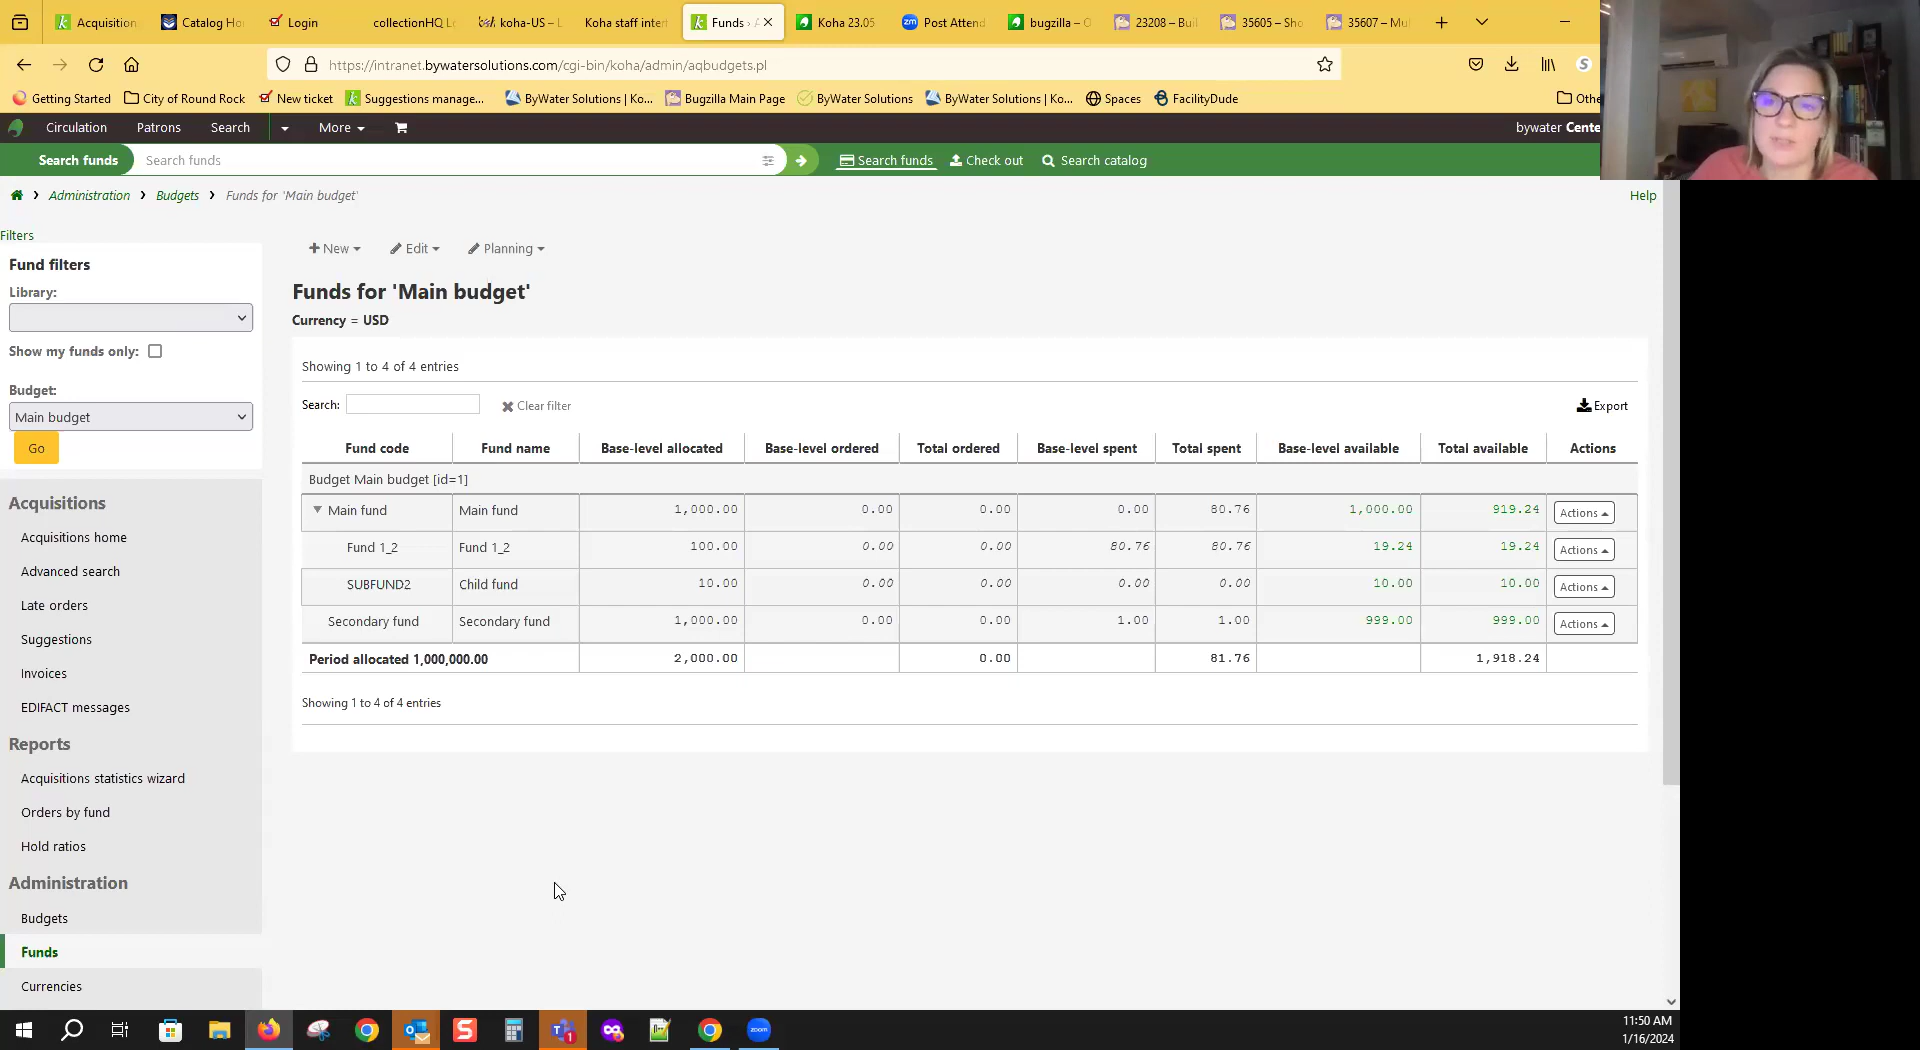 Acquisition
Catalog Ho
Login
collectionHQ Lo
koha-US – L
Koha staff inter
Funds › A
Koha 23.05
Post Attend
bugzilla – O
23208 – Buil
35605 – Sho
35607 – Mul
https://intranet.bywatersolutions.com/cgi-bin/koha/admin/aqbudgets.pl
Getting Started
City of Round Rock
New ticket
Suggestions manage...
ByWater Solutions | Ko...
Bugzilla Main Page
ByWater Solutions
ByWater Solutions | Ko...
Spaces
FacilityDude
Othe
Circulation
Patrons
Search
More
bywater Cente
Search funds
Search funds
Search funds
Check out
Search catalog
Administration
Budgets
Funds for 'Main budget'
Help
Filters
Fund filters
Library:
Show my funds only:
Budget:
Main budget
Go
Acquisitions
Acquisitions home
Advanced search
Late orders
Suggestions
Invoices
EDIFACT messages
Reports
Acquisitions statistics wizard
Orders by fund
Hold ratios
Administration
Budgets
Funds
Currencies
+ New
Edit
Planning
Funds for 'Main budget'
Currency = USD
Showing 1 to 4 of 4 entries
Search:
Clear filter
Export
Fund code Fund name Base-level allocated Base-level ordered Total ordered Base-level spent Total spent Base-level available Total available Actions
Budget Main budget [id=1]
Main fund Main fund 1,000.00 0.00 0.00 0.00 80.76 1,000.00 919.24 Actions
Fund 1_2 Fund 1_2 100.00 0.00 0.00 80.76 80.76 19.24 19.24 Actions
SUBFUND2 Child fund 10.00 0.00 0.00 0.00 0.00 10.00 10.00 Actions
Secondary fund Secondary fund 1,000.00 0.00 0.00 1.00 1.00 999.00 999.00 Actions
Period allocated 1,000,000.00 2,000.00 0.00 81.76 1,918.24
Showing 1 to 4 of 4 entries
11:50 AM
1/16/2024